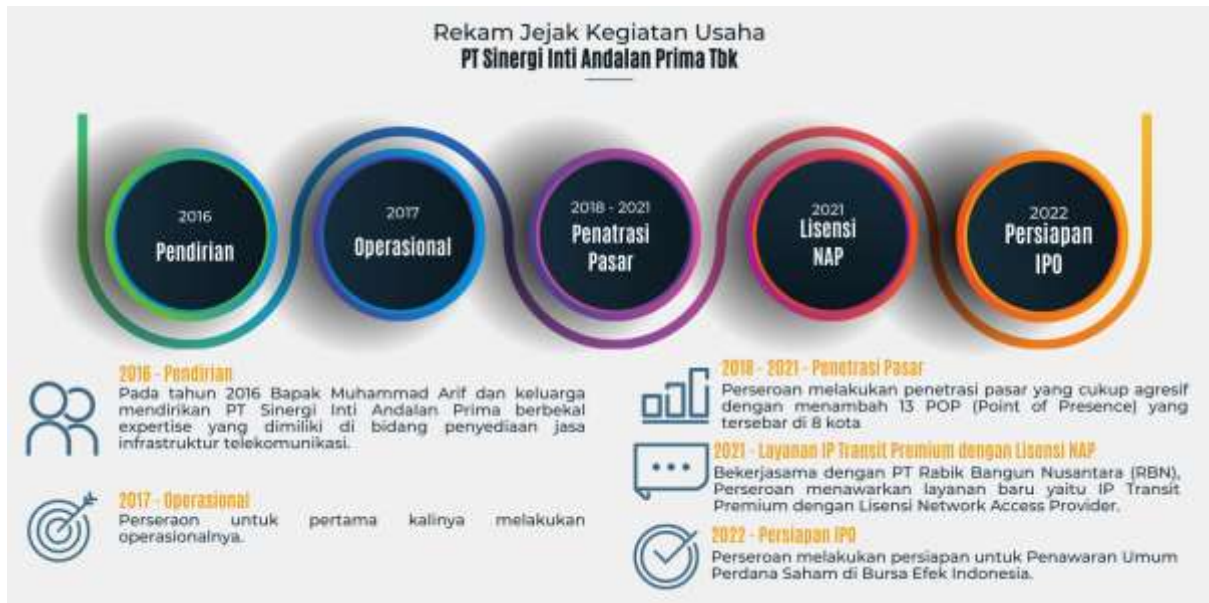 Rekam Jejak Kegiatan Usaha
PT Sinergi Inti Andalan Prima Tbk
2016
Pendirian
2017
Operasional
2018 - 2021
Penatrasi
Pasar
2021
Lisensi
NAP
2022
Persiapan
IPO
2016 - Pendirian
Pada tahun 2016 Bapak Muhammad Arif dan keluarga
mendirikan PT Sinergi Inti Andalan Prima berbekal
expertise yang dimiliki di bidang penyediaan jasa
infrastruktur telekomunikasi.
2017 - Operasional
Perseraon untuk pertama kalinya melakukan
operasionalnya.
2018 - 2021 - Penetrasi Pasar
Perseroan melakukan penetrasi pasar yang cukup agresif
dengan menambah 13 POP (Point of Presence) yang
tersebar di 8 kota
2021 - Layanan IP Transit Premium dengan Lisensi NAP
Bekerjasama dengan PT Rabik Bangun Nusantara (RBN),
Perseroan menawarkan layanan baru yaitu IP Transit
Premium dengan Lisensi Network Access Provider.
2022 - Persiapan IPO
Perseroan melakukan persiapan untuk Penawaran Umum
Perdana Saham di Bursa Efek Indonesia.